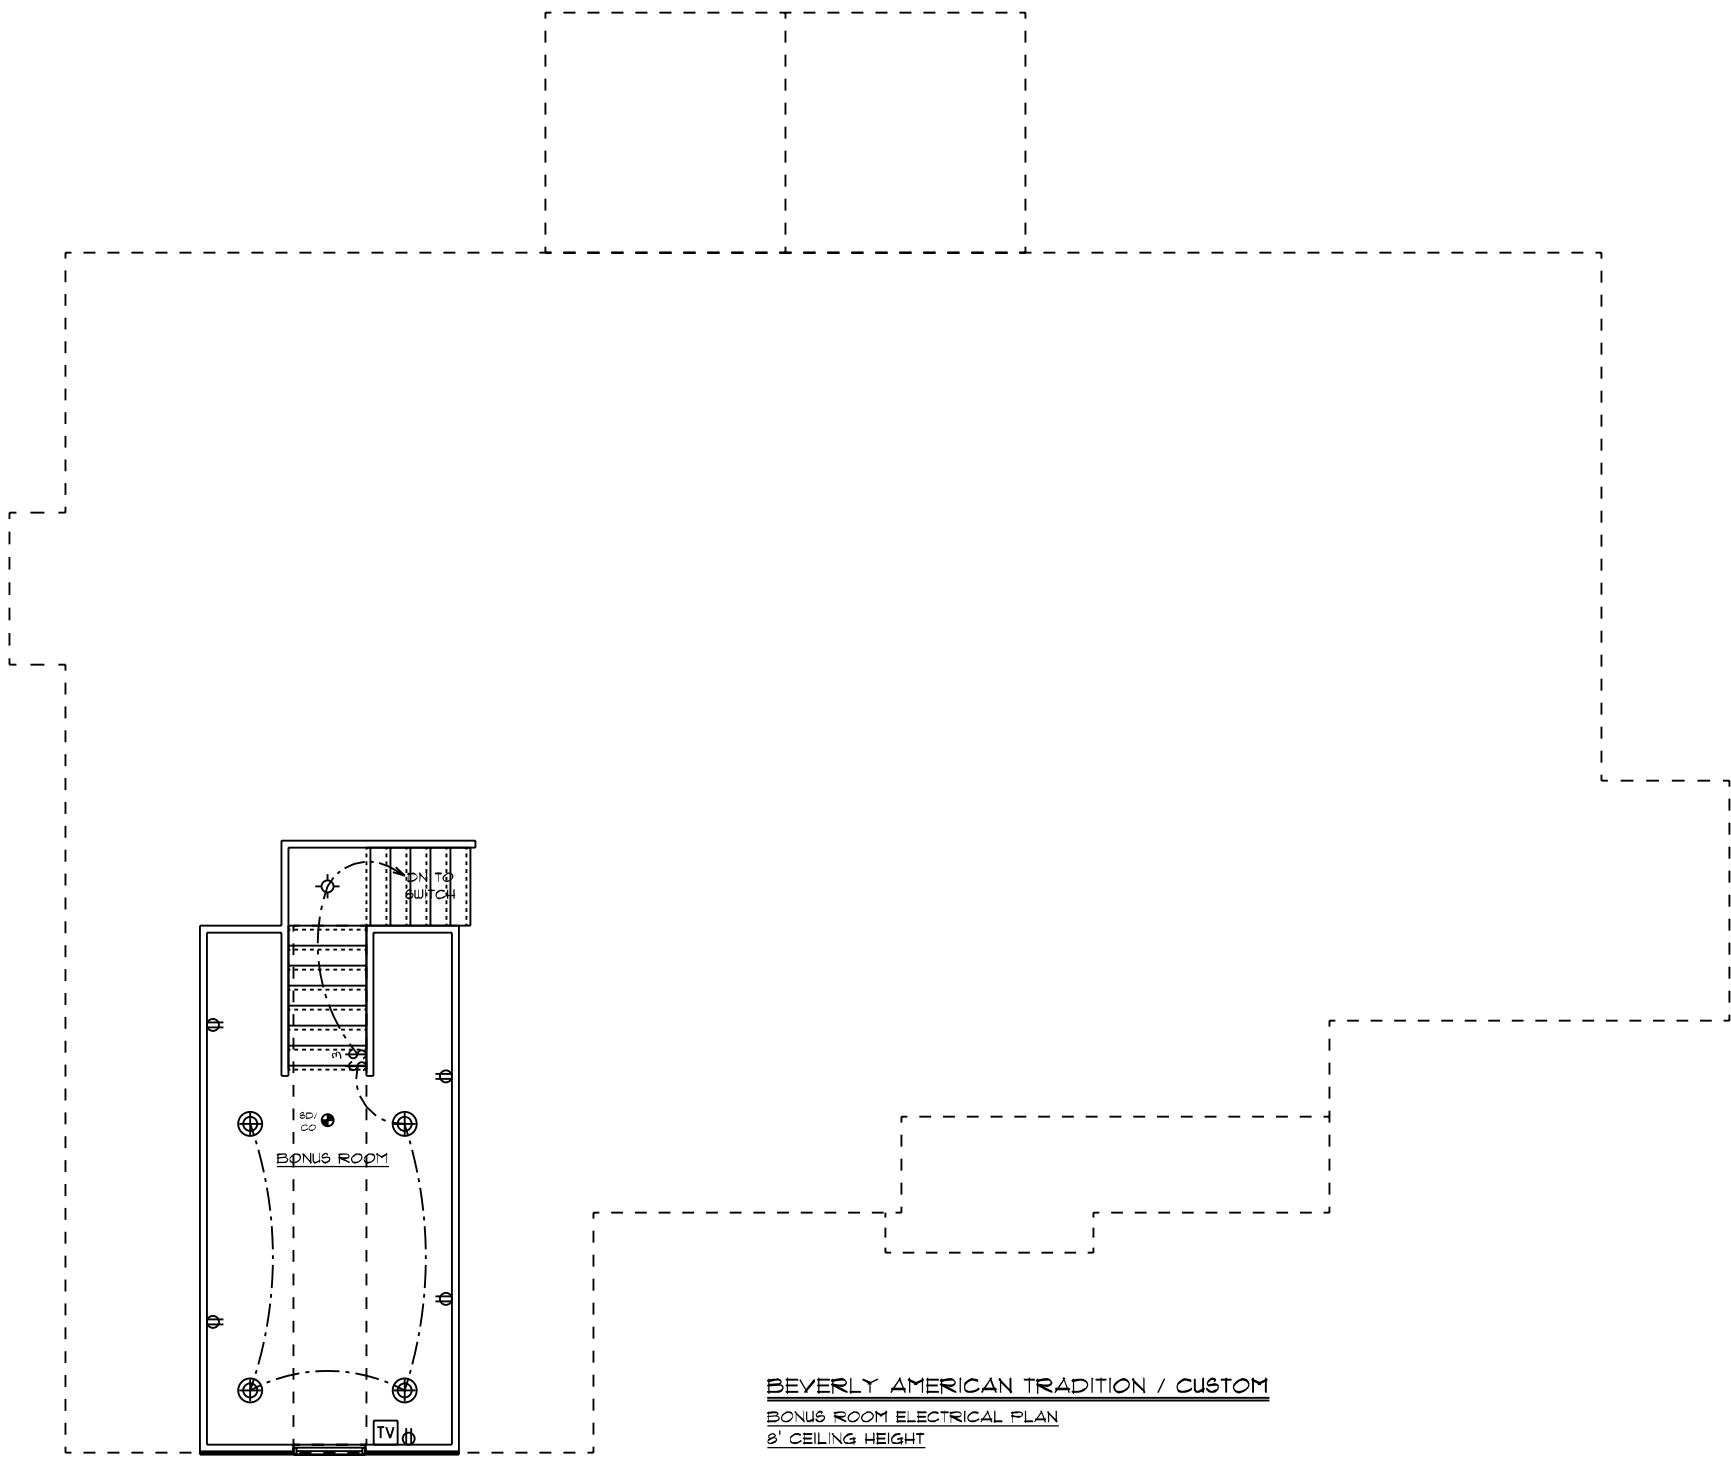 DN TO
SWITCH
3
SS
SD/
CO
BONUS ROOM
TV
BEVERLY AMERICAN TRADITION / CUSTOM
BONUS ROOM ELECTRICAL PLAN
8' CEILING HEIGHT